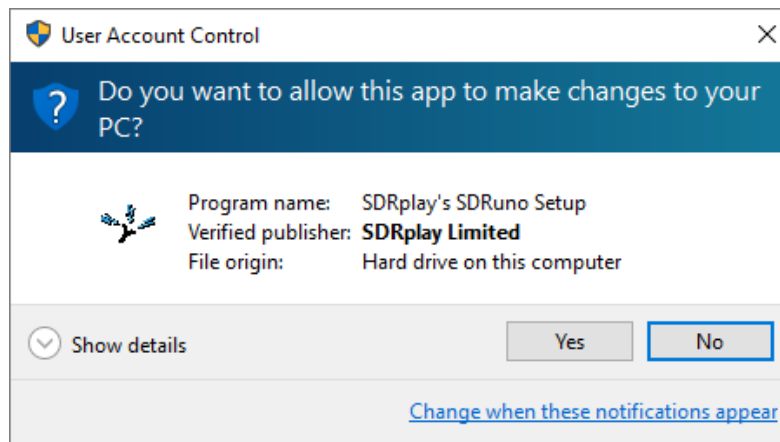 User Account Control
Do you want to allow this app to make changes to your
PC?
Program name: SDRplay's SDRuno Setup
Verified publisher: SDRplay Limited
File origin: Hard drive on this computer
Show details Yes No
Change when these notifications appear